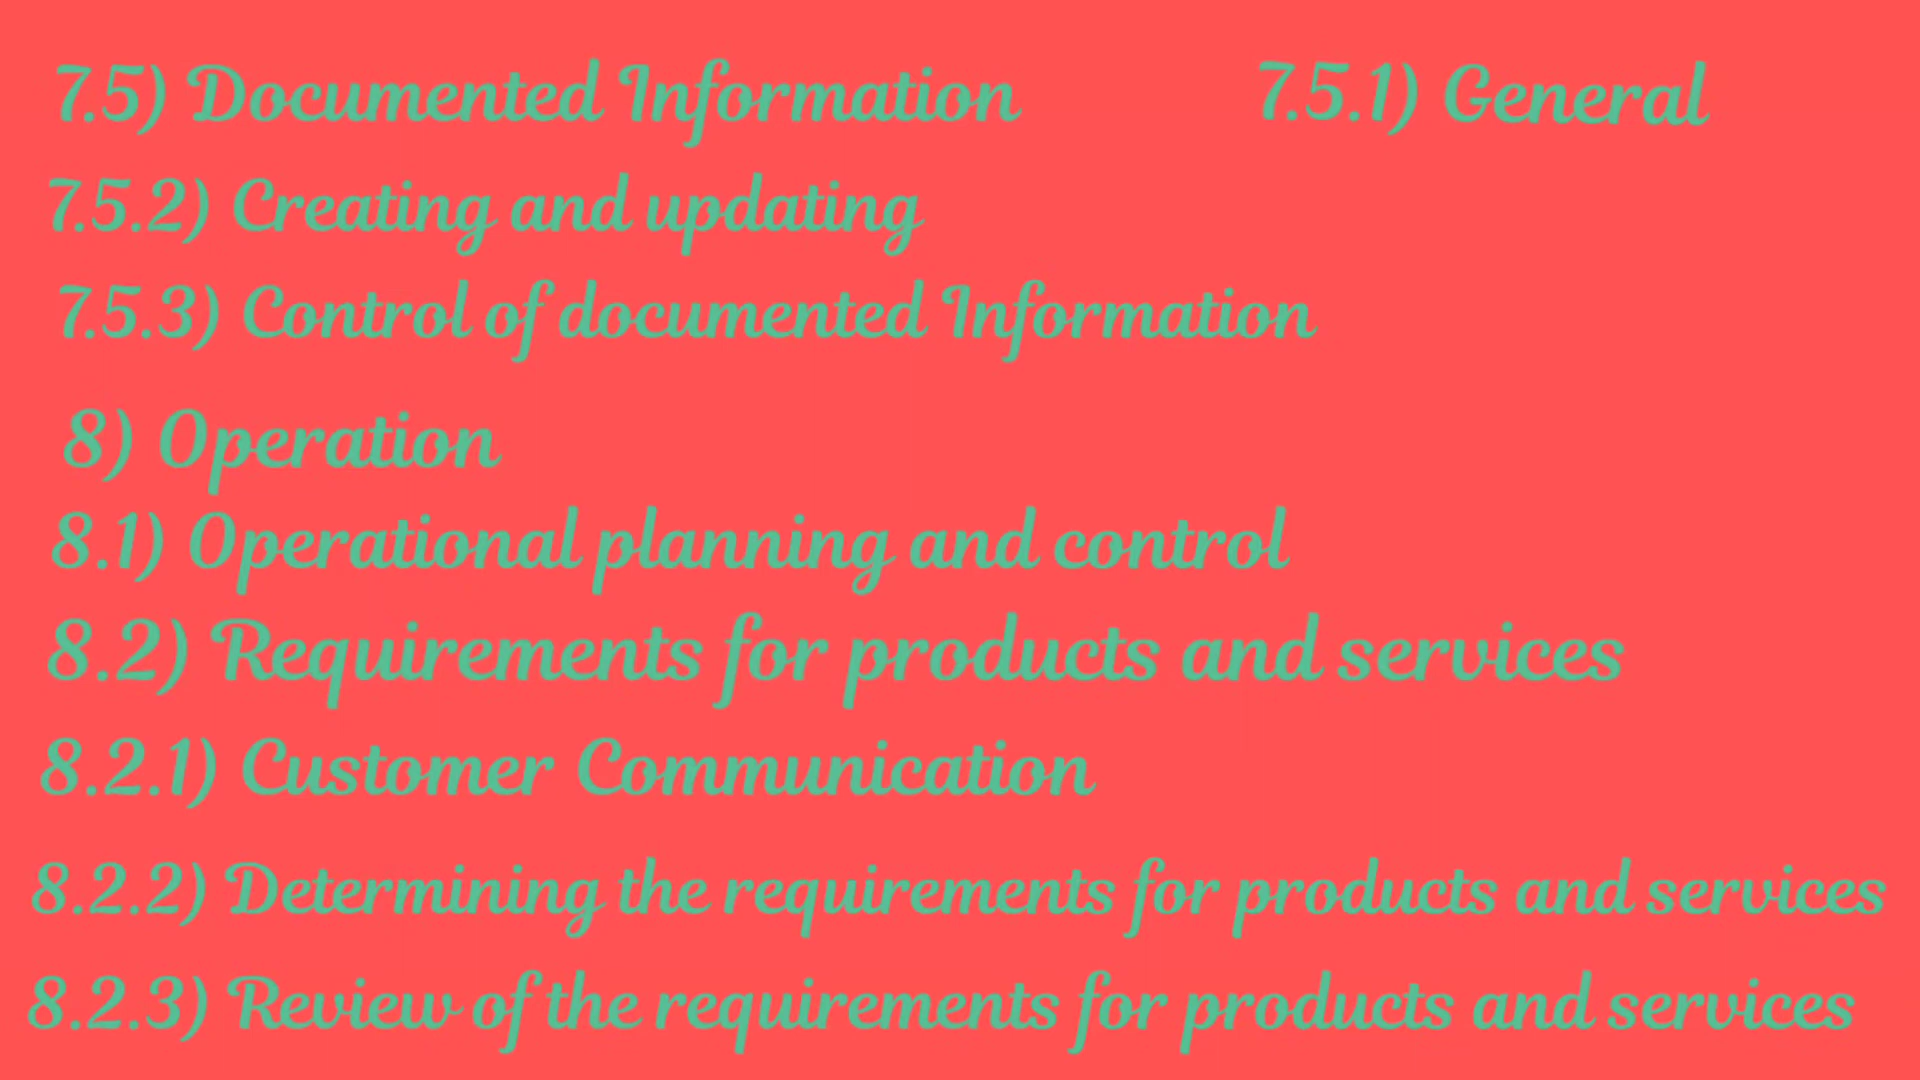 7.5) Documented Information 7.5.1) General
7.5.2) Creating and updating
7.5.3) Control of documented Information
8) Operation
8.1) Operational planning and control
8.2) Requirements for products and services
8.2.1) Customer Communication
8.2.2) Determining the requirements for products and services
8.2.3) Review of the requirements for products and services